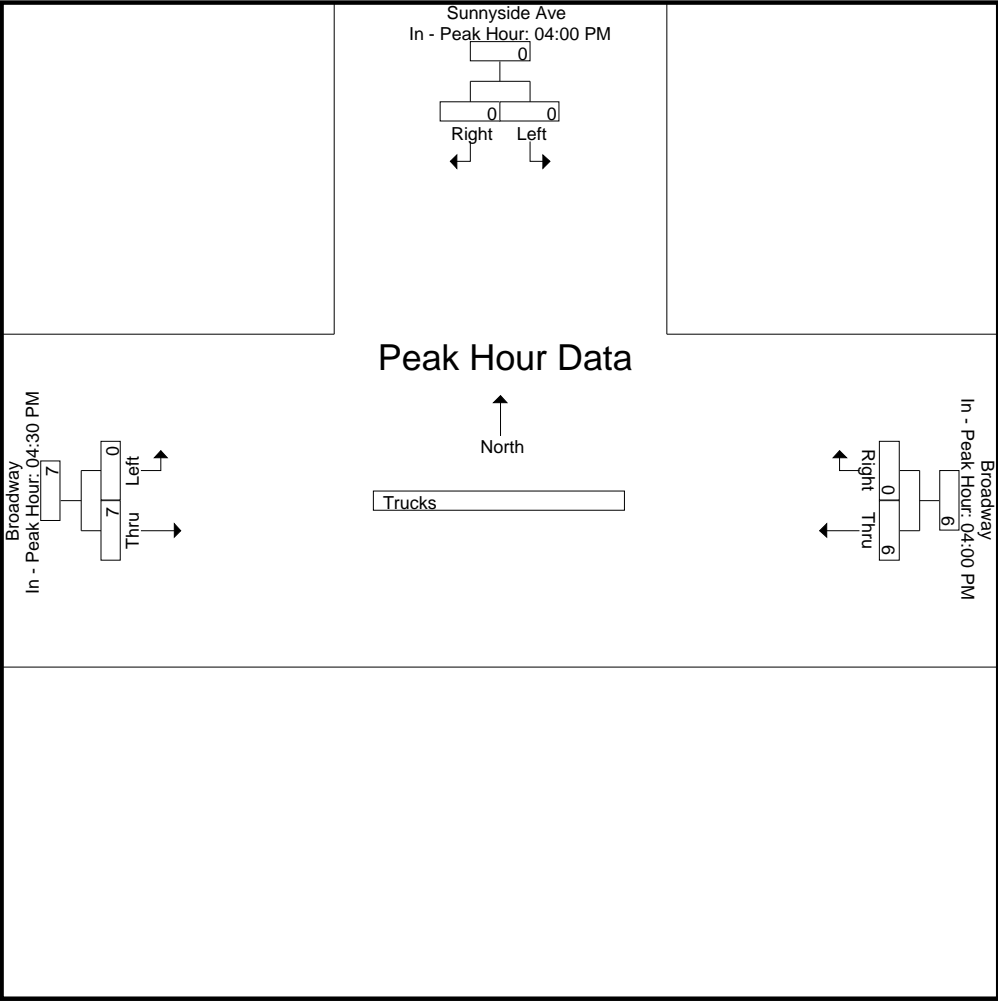 Sunnyside Ave
In - Peak Hour: 04:00 PM
0
0 0
Right Left
Peak Hour Data
North
Trucks
Broadway
In - Peak Hour: 04:30 PM
7
0
7
Left
Thru
Broadway
In - Peak Hour: 04:00 PM
6
0
6
Right
Thru